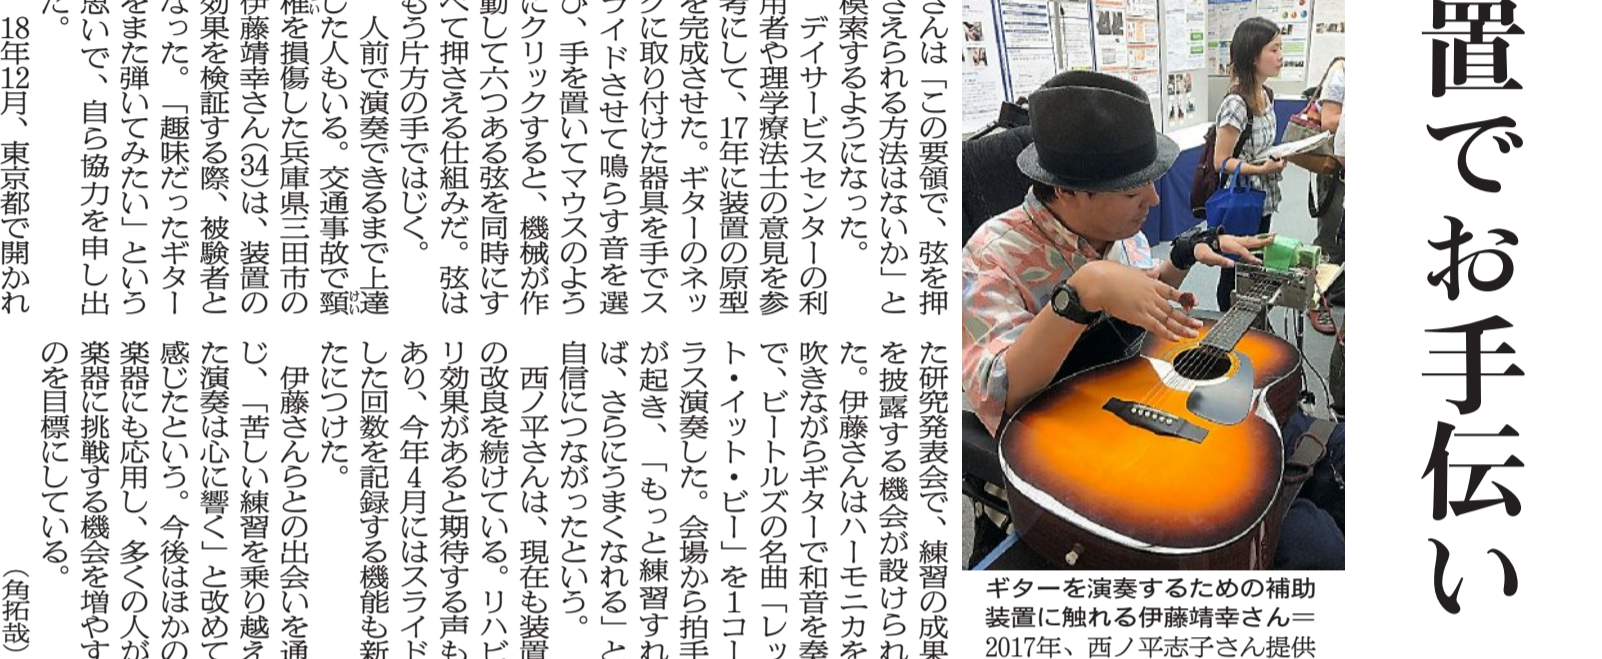 置でお手伝い
さんは「この要領で、弦を押
さえられる方法はないか」と
模索するようになった。
デイサービスセンターの利
用者や理学療法士の意見を参
考にして、17年に装置の原型
を完成させた。ギターのネッ
クに取り付けた器具を手でス
ライドさせて鳴らす音を選
び、手を置いてマウスのよう
にクリックすると、機械が作
動して六つある弦を同時にす
べて押さえる仕組みだ。弦は
もう片方の手ではじく。
人前で演奏できるまで上達
した人もいる。交通事故で頸
椎を損傷した兵庫県三田市の
伊藤靖幸さん(34)は、装置の
効果を検証する際、被験者と
なった。「趣味だったギター
をまた弾いてみたい」という
思いで、自ら協力を申し出
た。
18年12月、東京都で開かれ
た研究発表会で、練習の成果
を披露する機会が設けられ
た。伊藤さんはハーモニカを
吹きながらギターで和音を奏
で、ビートルズの名曲「レッ
ト・イット・ビー」を1コー
ラス演奏した。会場から拍手
が起き、「もっと練習すれ
ば、さらにうまくなれる」と
自信につながったという。
西ノ平さんは、現在も装置
の改良を続けている。リハビ
リ効果があると期待する声も
あり、今年4月にはスライド
した回数を記録する機能も新
たにつけた。
伊藤さんらとの出会いを通
じ、「苦しい練習を乗り越え
た演奏は心に響く」と改めて
感じたという。今後はほかの
楽器にも応用し、多くの人が
楽器に挑戦する機会を増やす
のを目標にしている。
(角拓哉)
ギターを演奏するための補助
装置に触れる伊藤靖幸さん=
2017年、西ノ平志子さん提供